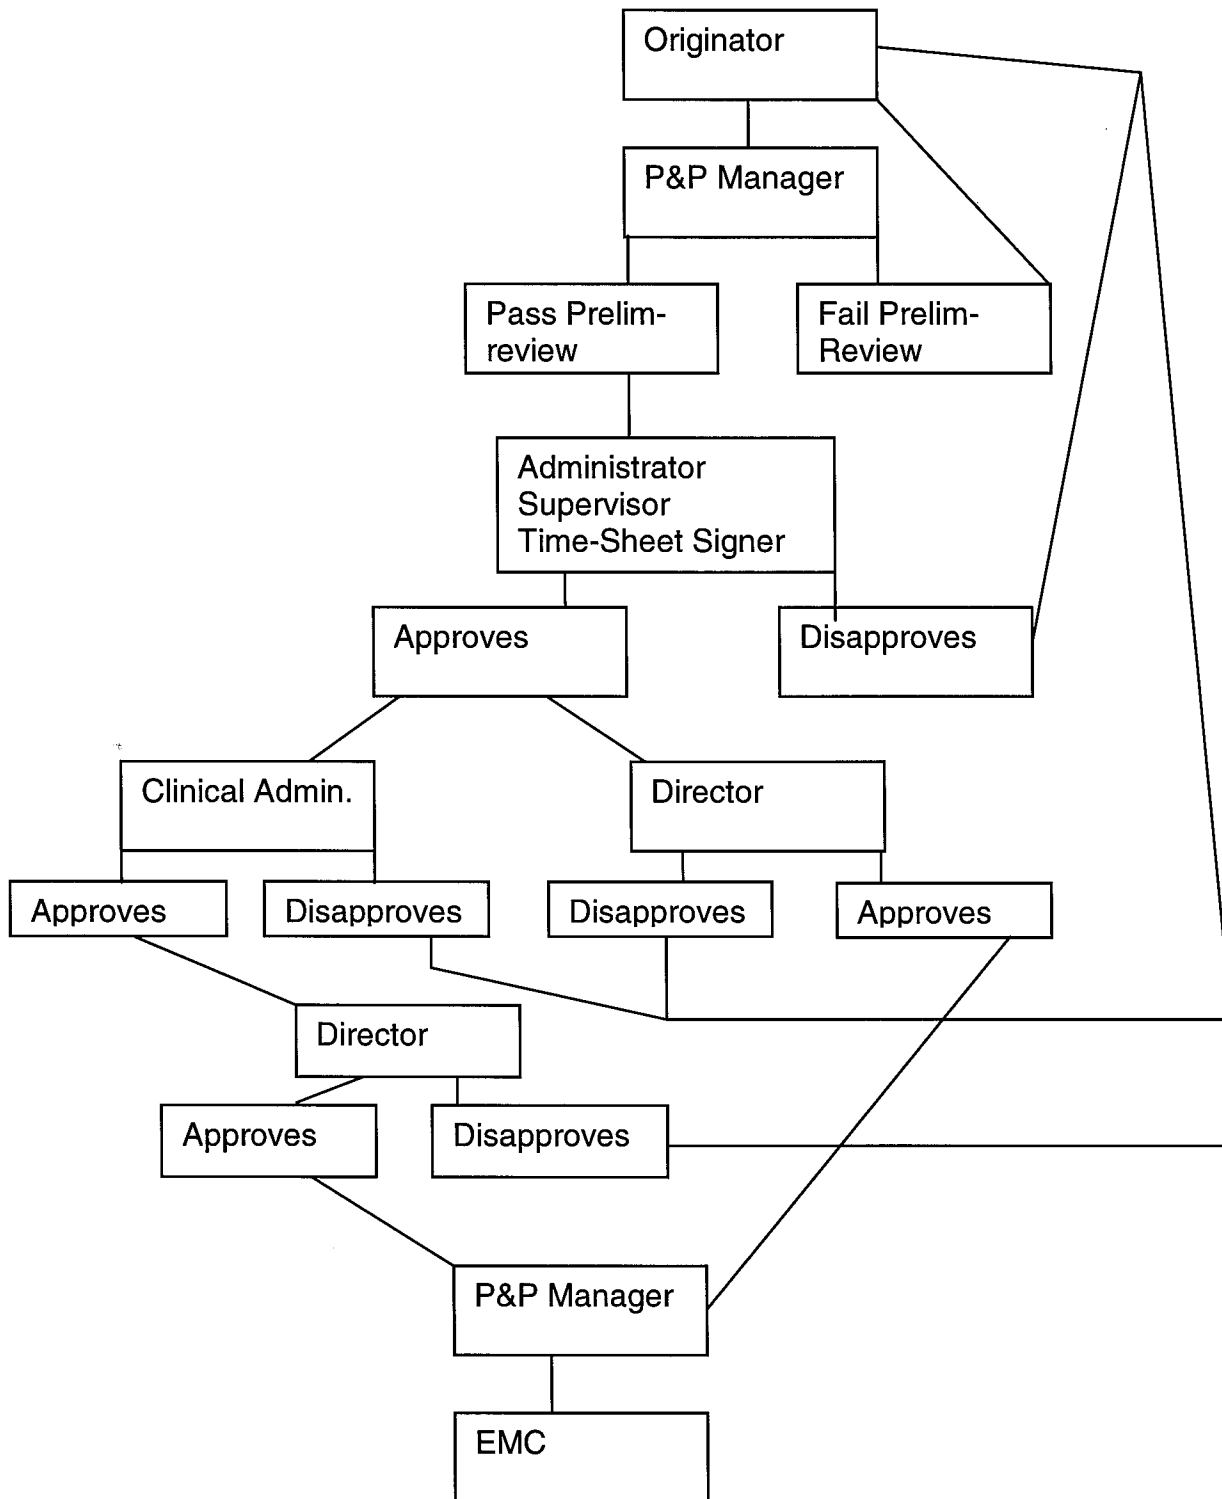 Originator
P&P Manager
Pass Prelim-
review
Fail Prelim-
Review
Administrator
Supervisor
Time-Sheet Signer
Approves
Disapproves
Clinical Admin.
Director
Approves
Disapproves
Disapproves
Approves
Director
Approves
Disapproves
P&P Manager
EMC